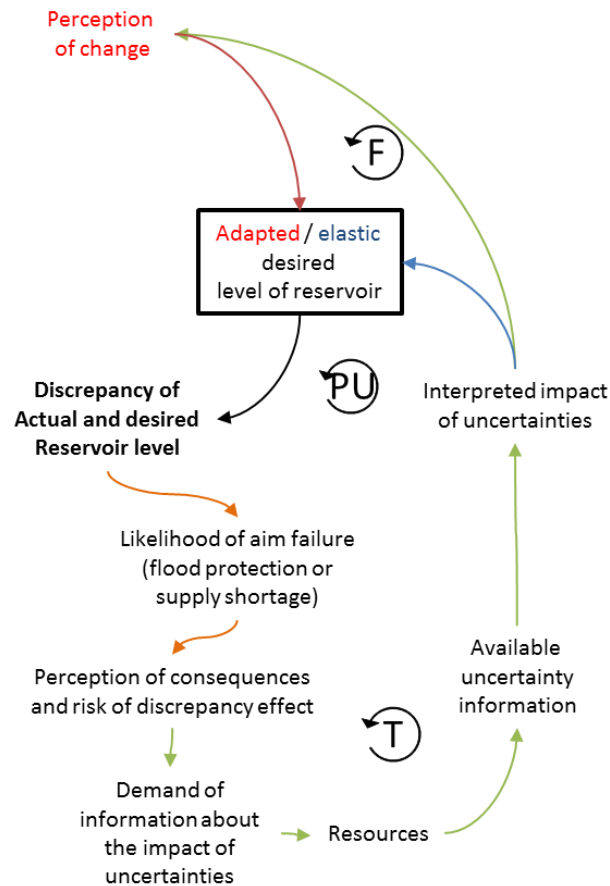 Perception
of change
F
Adapted / elastic
desired
level of reservoir
PU
Discrepancy of
Actual and desired
Reservoir level
Interpreted impact
of uncertainties
Likelihood of aim failure
(flood protection or
supply shortage)
Perception of consequences
and risk of discrepancy effect
Available
uncertainty
information
T
Demand of
information about
the impact of
uncertainties
Resources